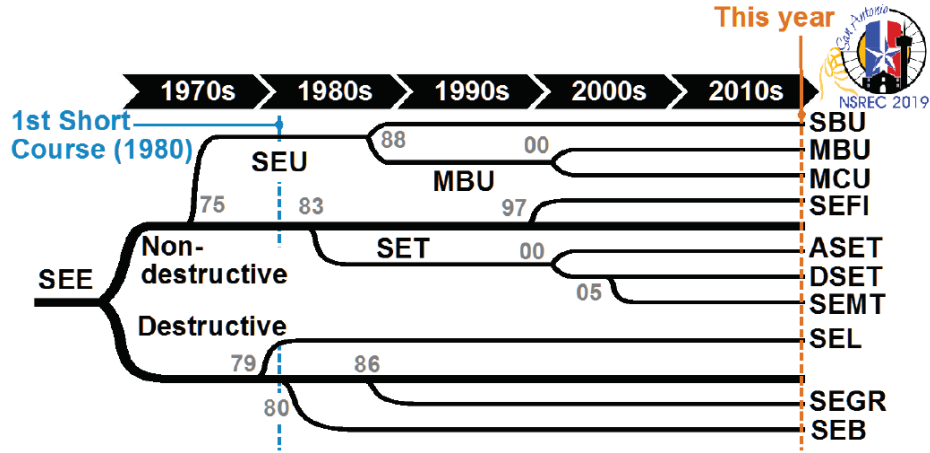 This year
San Antonio
NSREC 2019
1970s
1980s
1990s
2000s
2010s
1st Short
Course (1980)
SEU
88
MBU
00
SBU
MBU
MCU
75
83
97
SEFI
Non-
destructive
SET
00
ASET
DSET
SEE
05
SEMT
Destructive
79
86
SEL
80
SEGR
SEB